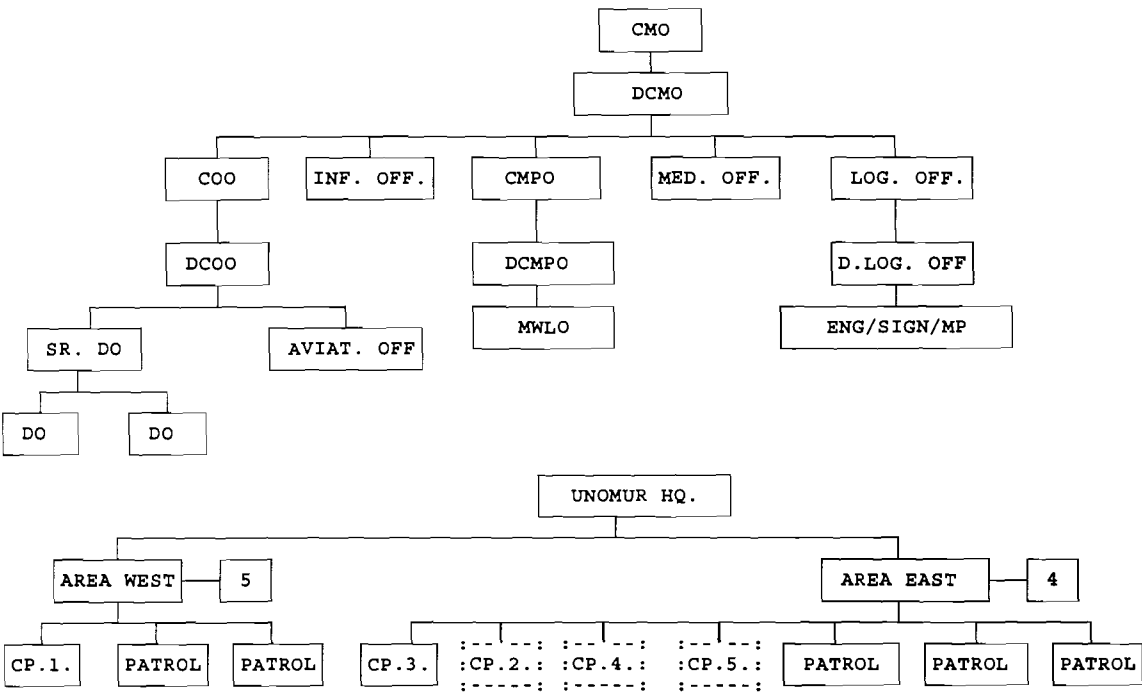 CMO
DCMO
COO
INF. OFF.
CMPO
MED. OFF.
LOG. OFF.
DCOO
DCMPO
D.LOG. OFF
SR. DO
AVIAT. OFF
MWLO
ENG/SIGN/MP
DO
DO
UNOMUR HQ.
AREA WEST
5
AREA EAST
4
CP.1.
PATROL
PATROL
CP.3.
CP.2.
CP.4.
CP.5.
PATROL
PATROL
PATROL